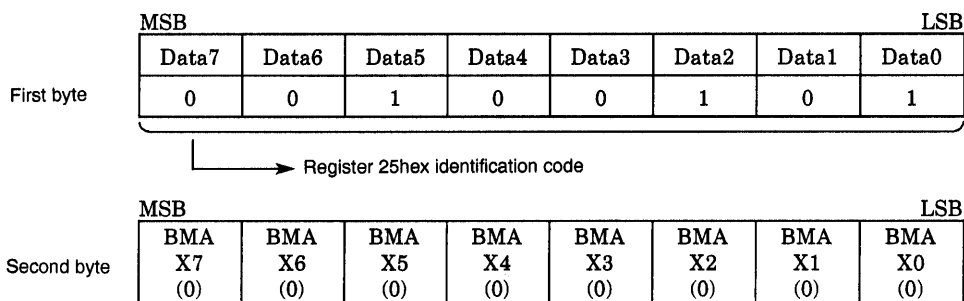 MSB LSB
Data7 Data6 Data5 Data4 Data3 Data2 Data1 Data0
First byte 0 0 1 0 0 1 0 1
Register 25hex identification code
MSB LSB
BMA BMA BMA BMA BMA BMA BMA BMA
Second byte X7 X6 X5 X4 X3 X2 X1 X0
(0) (0) (0) (0) (0) (0) (0) (0)